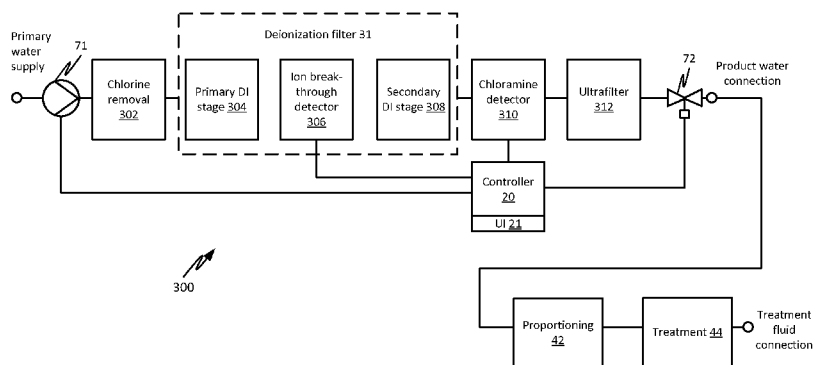 Primary
water
supply
71
Deionization filter 31
Chlorine
removal
302
Primary DI
stage 304
Ion break-
through
detector
306
Secondary
DI stage 308
Chloramine
detector
310
Ultrafilter
312
72
Product water
connection
Controller
20
UI 21
300
Proportioning
42
Treatment 44
Treatment
fluid
connection